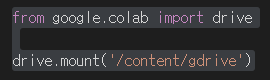 from google.colab import drive
drive.mount('/content/gdrive')